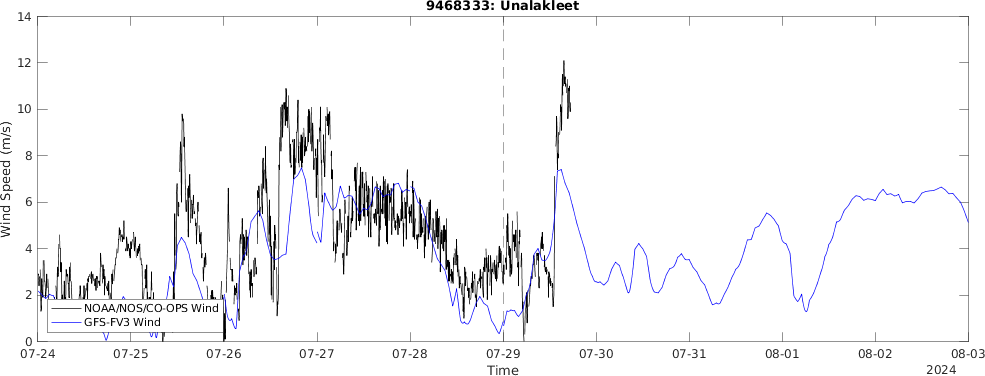 9468333: Unalakleet
Wind Speed (m/s)
14
12
10
8
6
4
2
0
NOAA/NOS/CO-OPS Wind
GFS-FV3 Wind
07-24 07-25 07-26 07-27 07-28 07-29 07-30 07-31 08-01 08-02 08-03
Time
2024